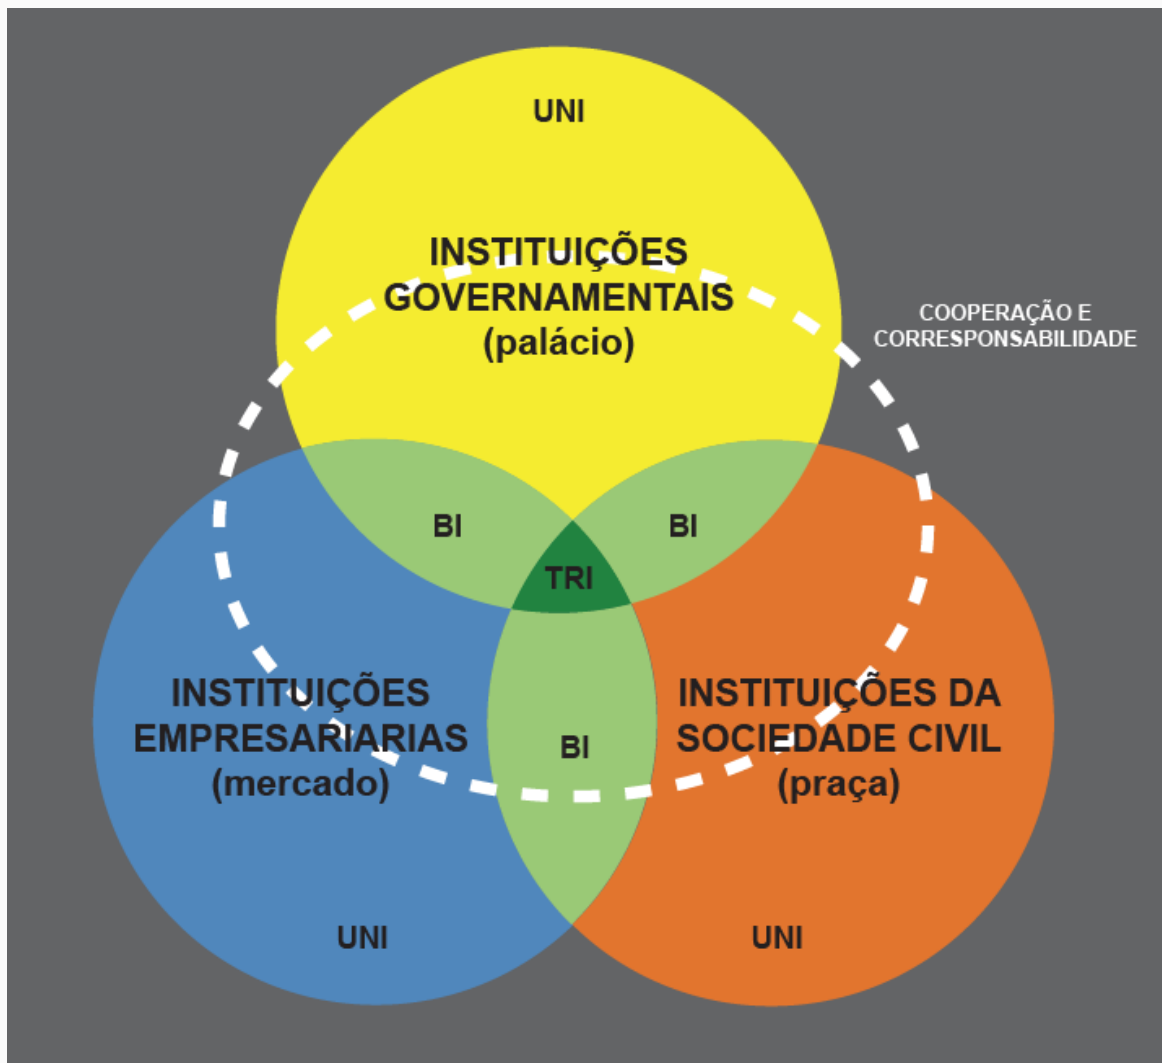 UNI
INSTITUIÇÕES
GOVERNAMENTAIS
(palácio)
COOPERAÇÃO E
CORRESPONSABILIDADE
BI
BI
TRI
INSTITUIÇÕES
EMPRESARIARIAS
(mercado)
BI
INSTITUIÇÕES DA
SOCIEDADE CIVIL
(praça)
UNI
UNI